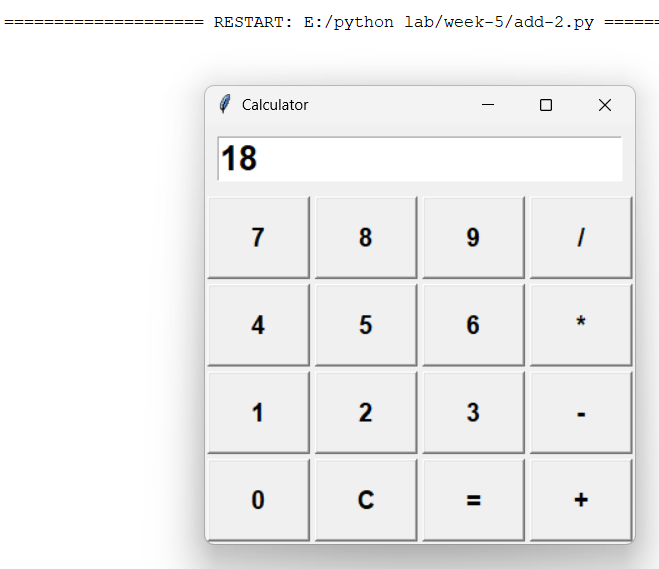 ==================== RESTART: E:/python lab/week-5/add-2.py ======
Calculator
18
7 8 9 /
4 5 6 *
1 2 3 -
0 C = +